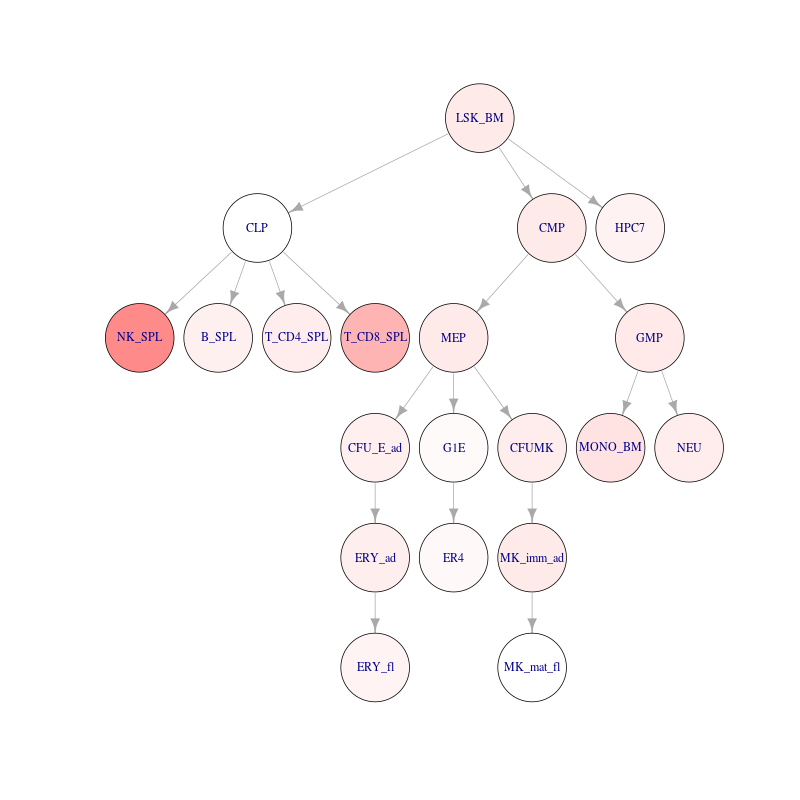 LSK_BM
CLP
CMP
HPC7
NK_SPL
B_SPL
T_CD4_SPL
T_CD8_SPL
MEP
GMP
CFU_E_ad
G1E
CFUMK
MONO_BM
NEU
ERY_ad
ER4
MK_imm_ad
ERY_fl
MK_mat_fl